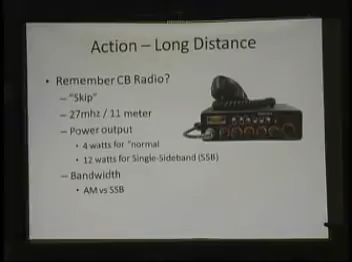 Action – Long Distance
• Remember CB Radio?
– "Skip"
– 27mhz / 11 meter
– Power output
• 4 watts for "normal
• 12 watts for Single-Sideband (SSB)
– Bandwidth
• AM vs SSB